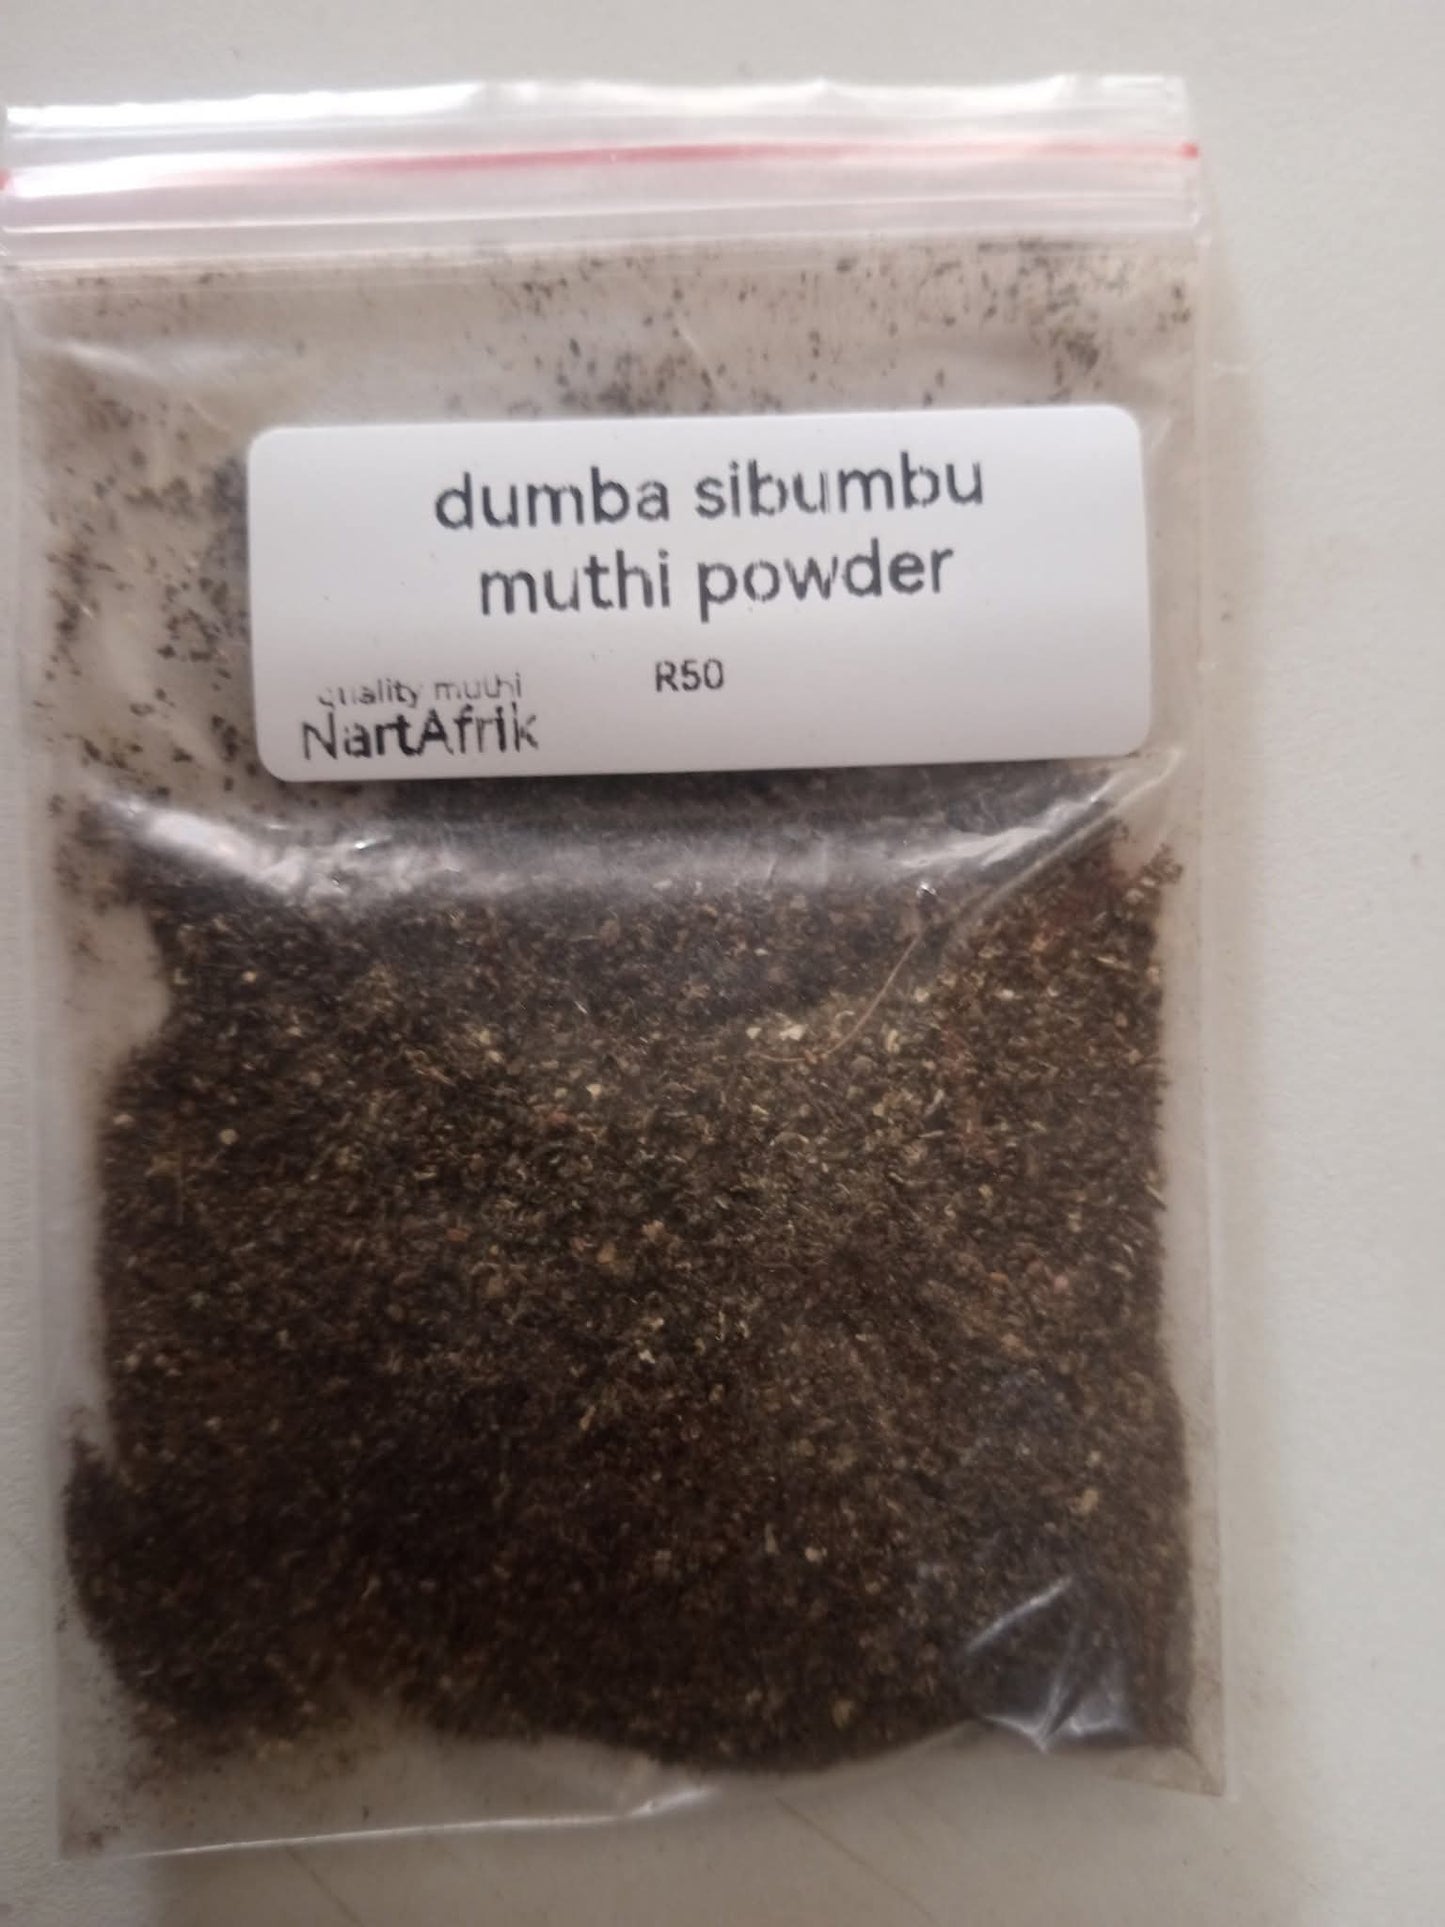 dumba sibumbu
muthi powder
R50
quality muthi
NartAfrik